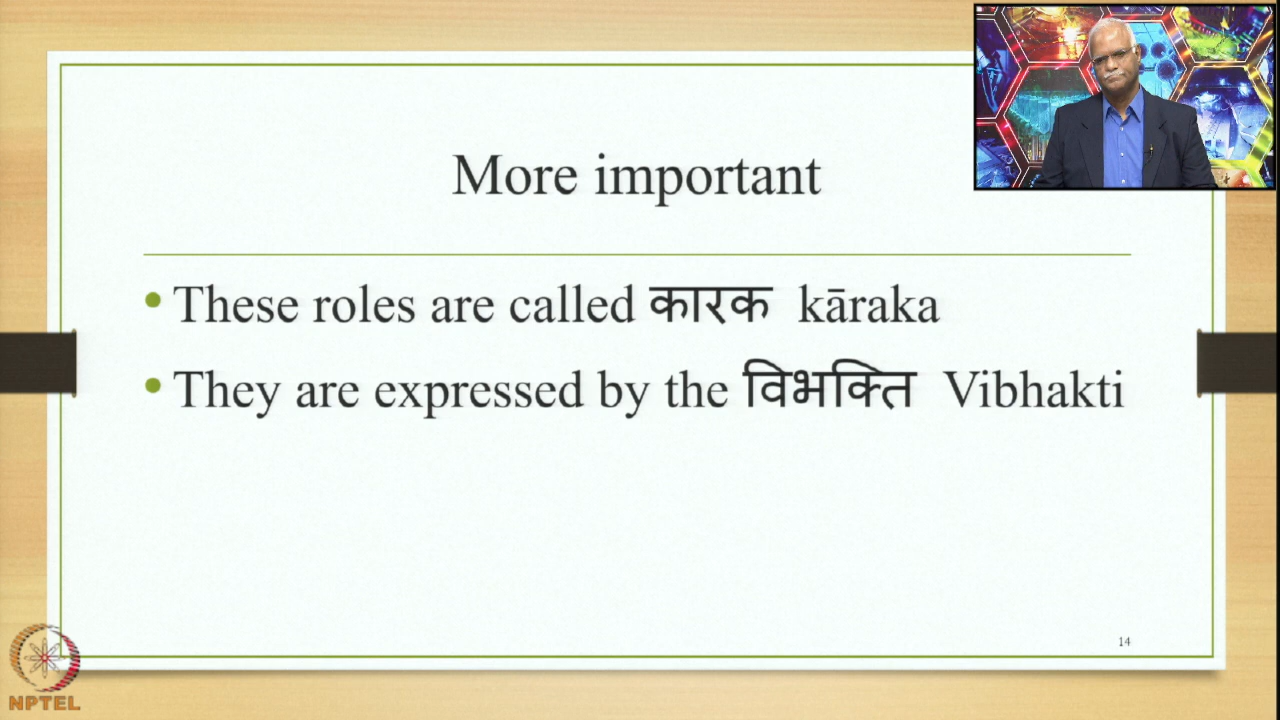 More important
These roles are called कारक kāraka
They are expressed by the विभक्ति Vibhakti
14
NPTEL